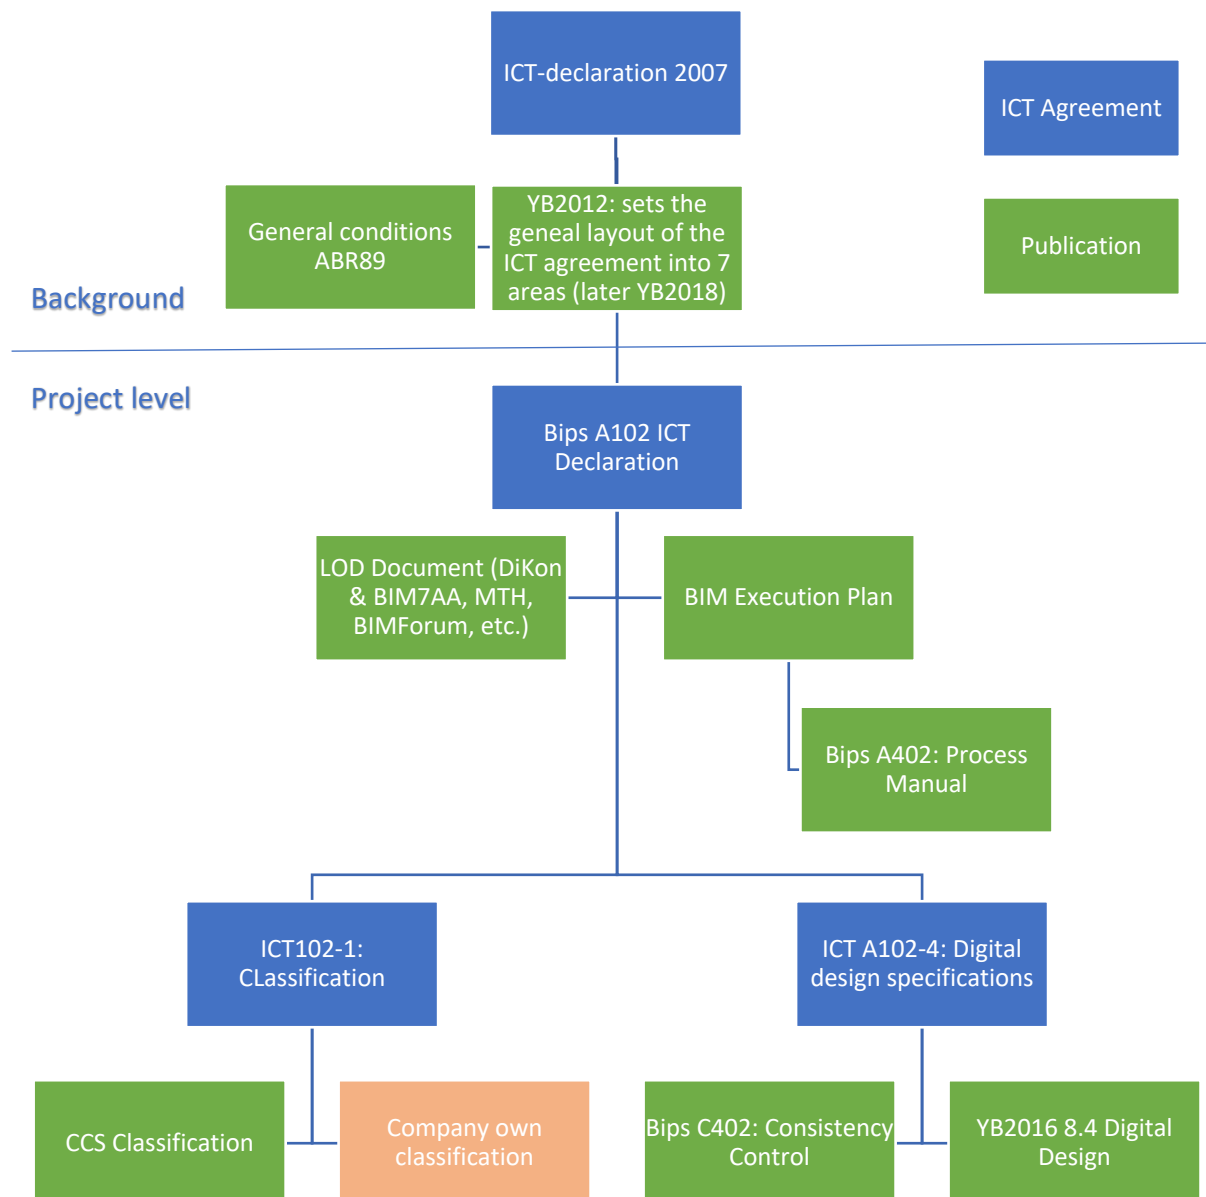 ICT-declaration 2007
ICT Agreement
General conditions
ABR89
YB2012: sets the
geneal layout of the
ICT agreement into 7
areas (later YB2018)
Publication
Background
Project level
Bips A102 ICT
Declaration
LOD Document (DiKon
& BIM7AA, MTH,
BIMForum, etc.)
BIM Execution Plan
Bips A402: Process
Manual
ICT102-1:
CLassification
ICT A102-4: Digital
design specifications
CCS Classification
Company own
classification
Bips C402: Consistency
Control
YB2016 8.4 Digital
Design